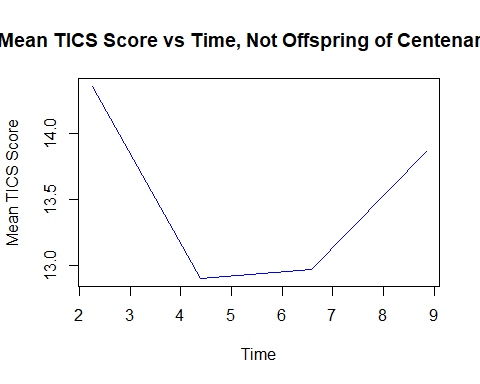 Mean TICS Score vs Time, Not Offspring of Centenar
Mean TICS Score
14.0
13.5
13.0
2 3 4 5 6 7 8 9
Time